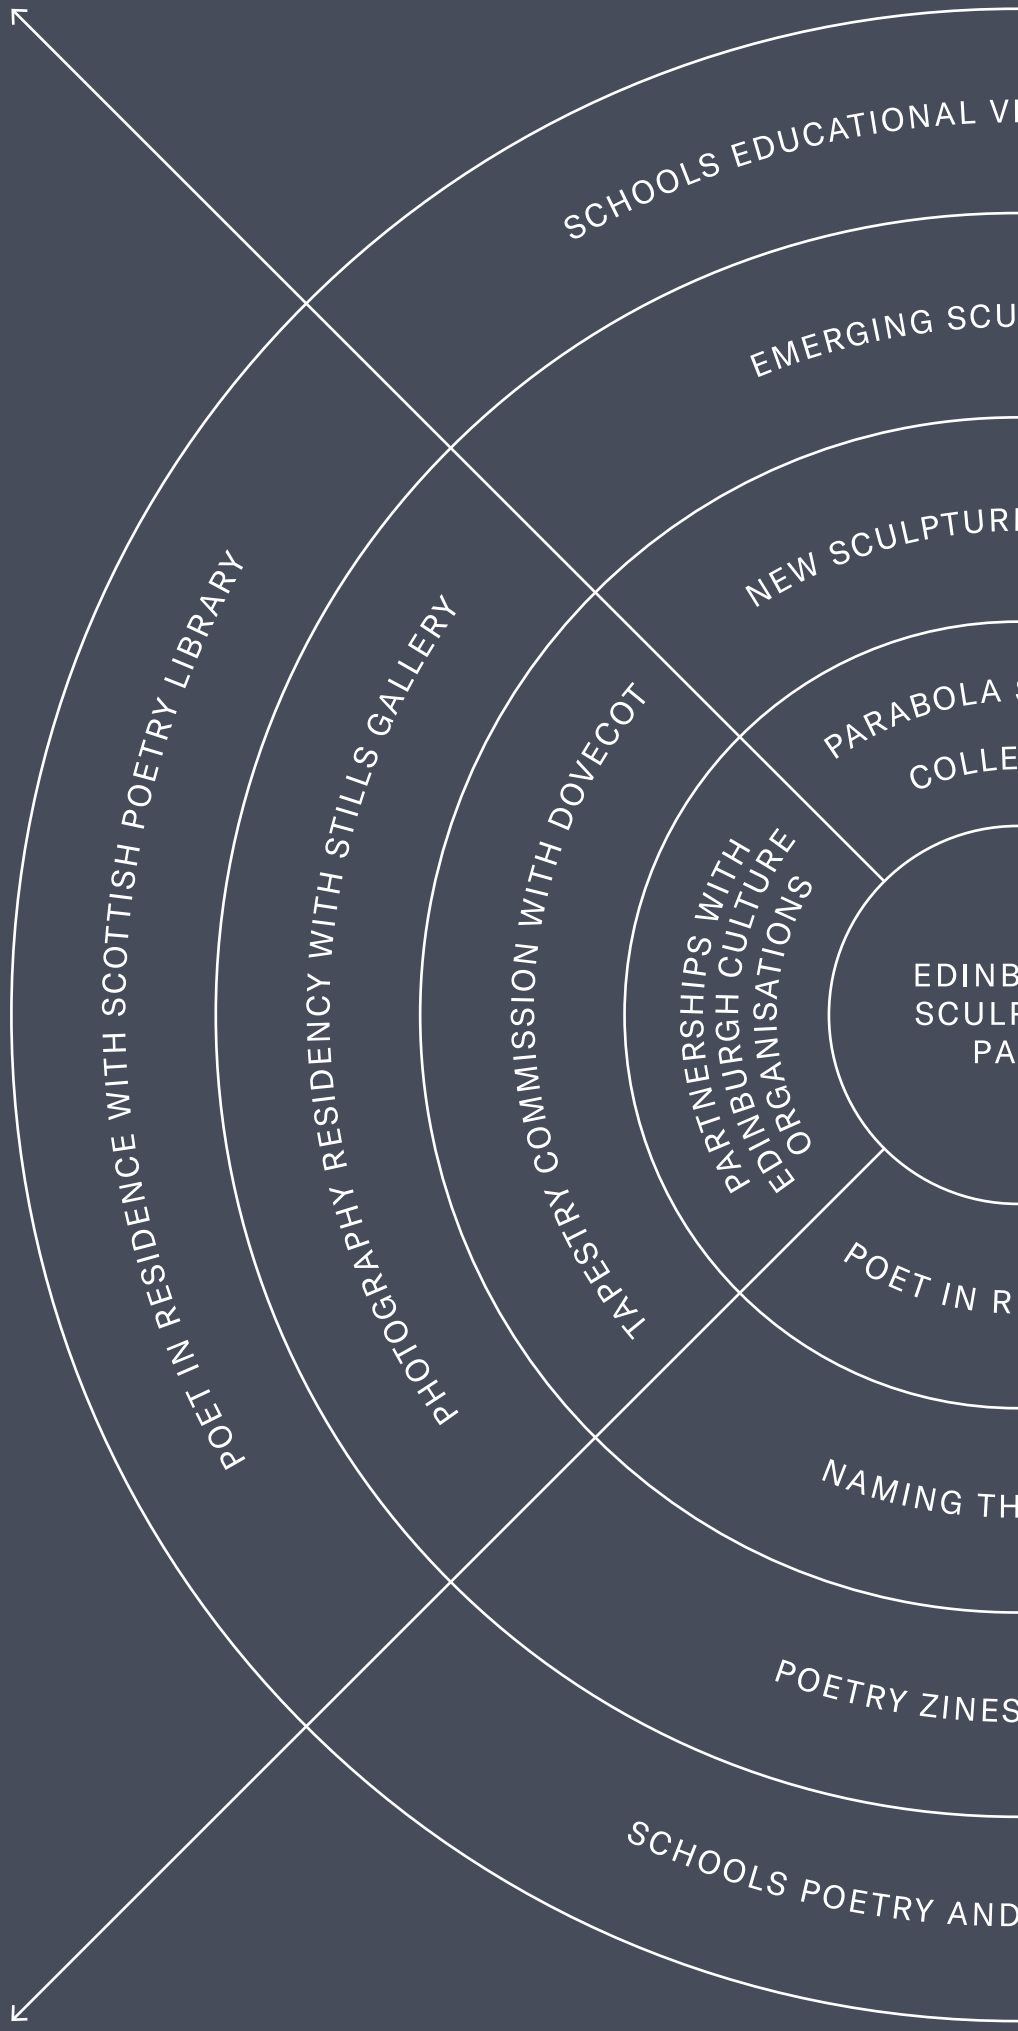 SCHOOLS EDUCATIONAL VI
EMERGING SCU
NEW SCULPTUR
PARABOLA
COLLE
EDINB
SCULP
PA
PARTNERSHIPS WITH
EDINBURGH CULTURE
ORGANISATIONS
TAPESTRY COMMISSION WITH DOVECOT
PHOTOGRAPHY RESIDENCY WITH STILLS GALLERY
POET IN RESIDENCE WITH SCOTTISH POETRY LIBRARY
POET IN R
NAMING TH
POETRY ZINES
SCHOOLS POETRY AND